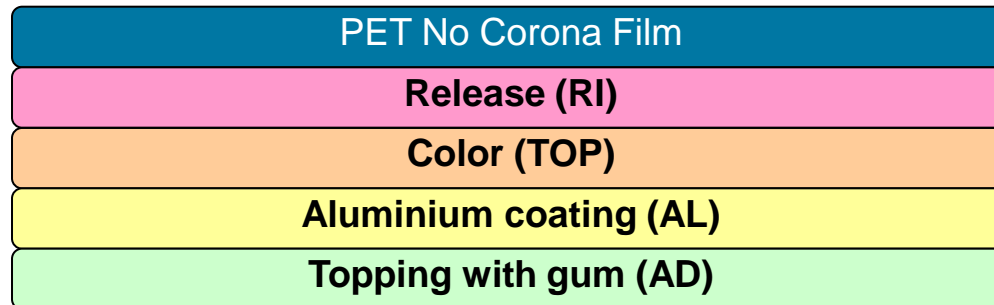 PET No Corona Film
Release (RI)
Color (TOP)
Aluminium coating (AL)
Topping with gum (AD)